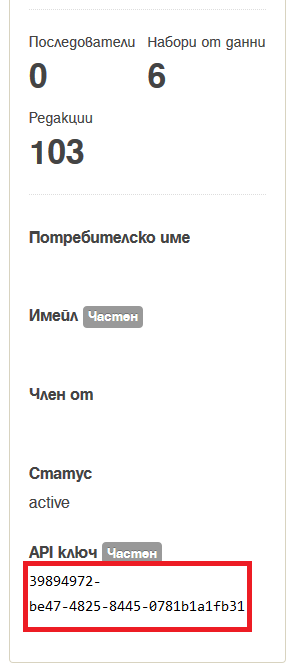 Последователи Набори от данни
0 6
Редакции
103
Потребителско име
Имейл Частен
Член от
Статус
active
API ключ Частен
39894972-
be47-4825-8445-0781b1a1fb31